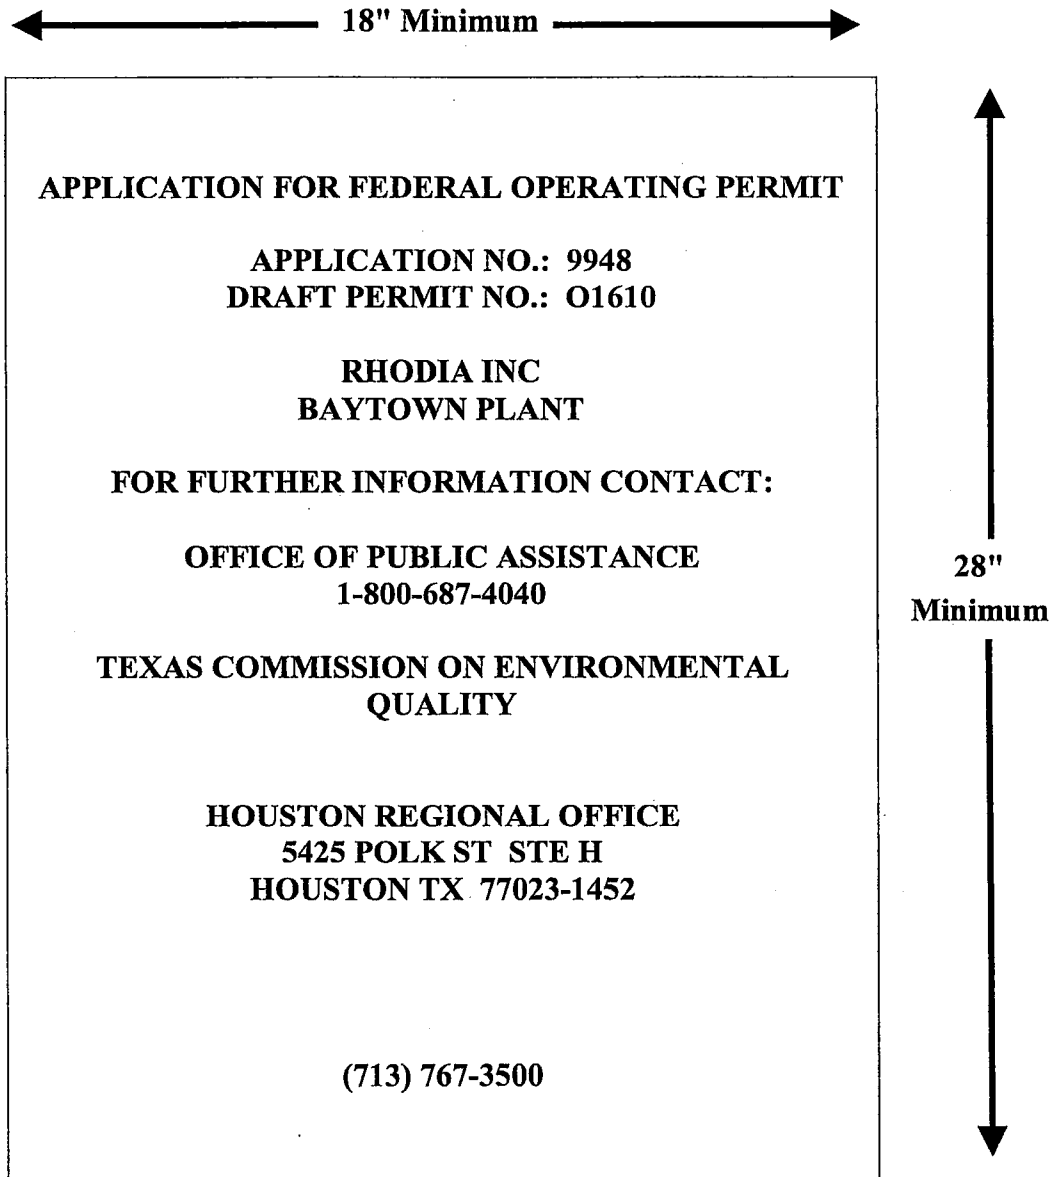 18" Minimum
APPLICATION FOR FEDERAL OPERATING PERMIT
APPLICATION NO.: 9948
DRAFT PERMIT NO.: O1610
RHODIA INC
BAYTOWN PLANT
FOR FURTHER INFORMATION CONTACT:
OFFICE OF PUBLIC ASSISTANCE
1-800-687-4040
TEXAS COMMISSION ON ENVIRONMENTAL
QUALITY
HOUSTON REGIONAL OFFICE
5425 POLK ST STE H
HOUSTON TX 77023-1452
(713) 767-3500
28"
Minimum